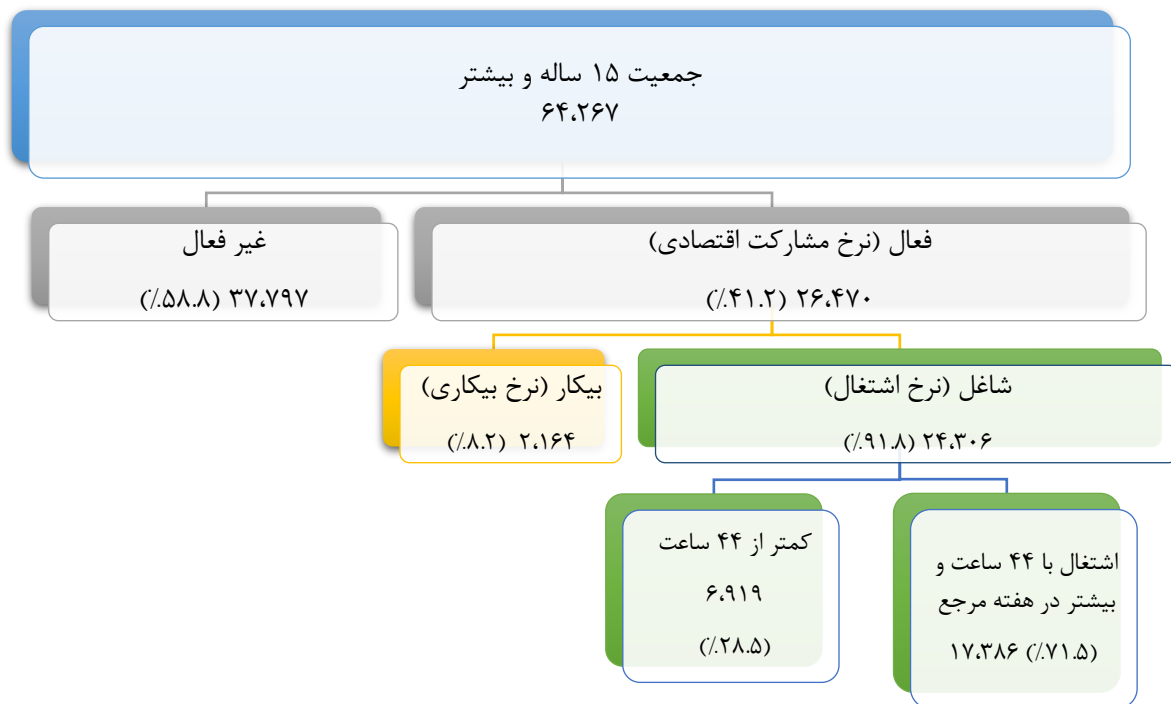 جمعیت ۱۵ ساله و بیشتر
۶۴،۲۶۷
فعال (نرخ مشارکت اقتصادی)
۲۶،۴۷۰ (٪۴۱.۲)
غیر فعال
۳۷،۷۹۷ (٪۵۸.۸)
شاغل (نرخ اشتغال)
۲۴،۳۰۶ (٪۹۱.۸)
بیکار (نرخ بیکاری)
۲،۱۶۴ (٪۸.۲)
اشتغال با ۴۴ ساعت و
بیشتر در هفته مرجع
۱۷،۳۸۶ (٪۷۱.۵)
کمتر از ۴۴ ساعت
۶،۹۱۹
(٪۲۸.۵)